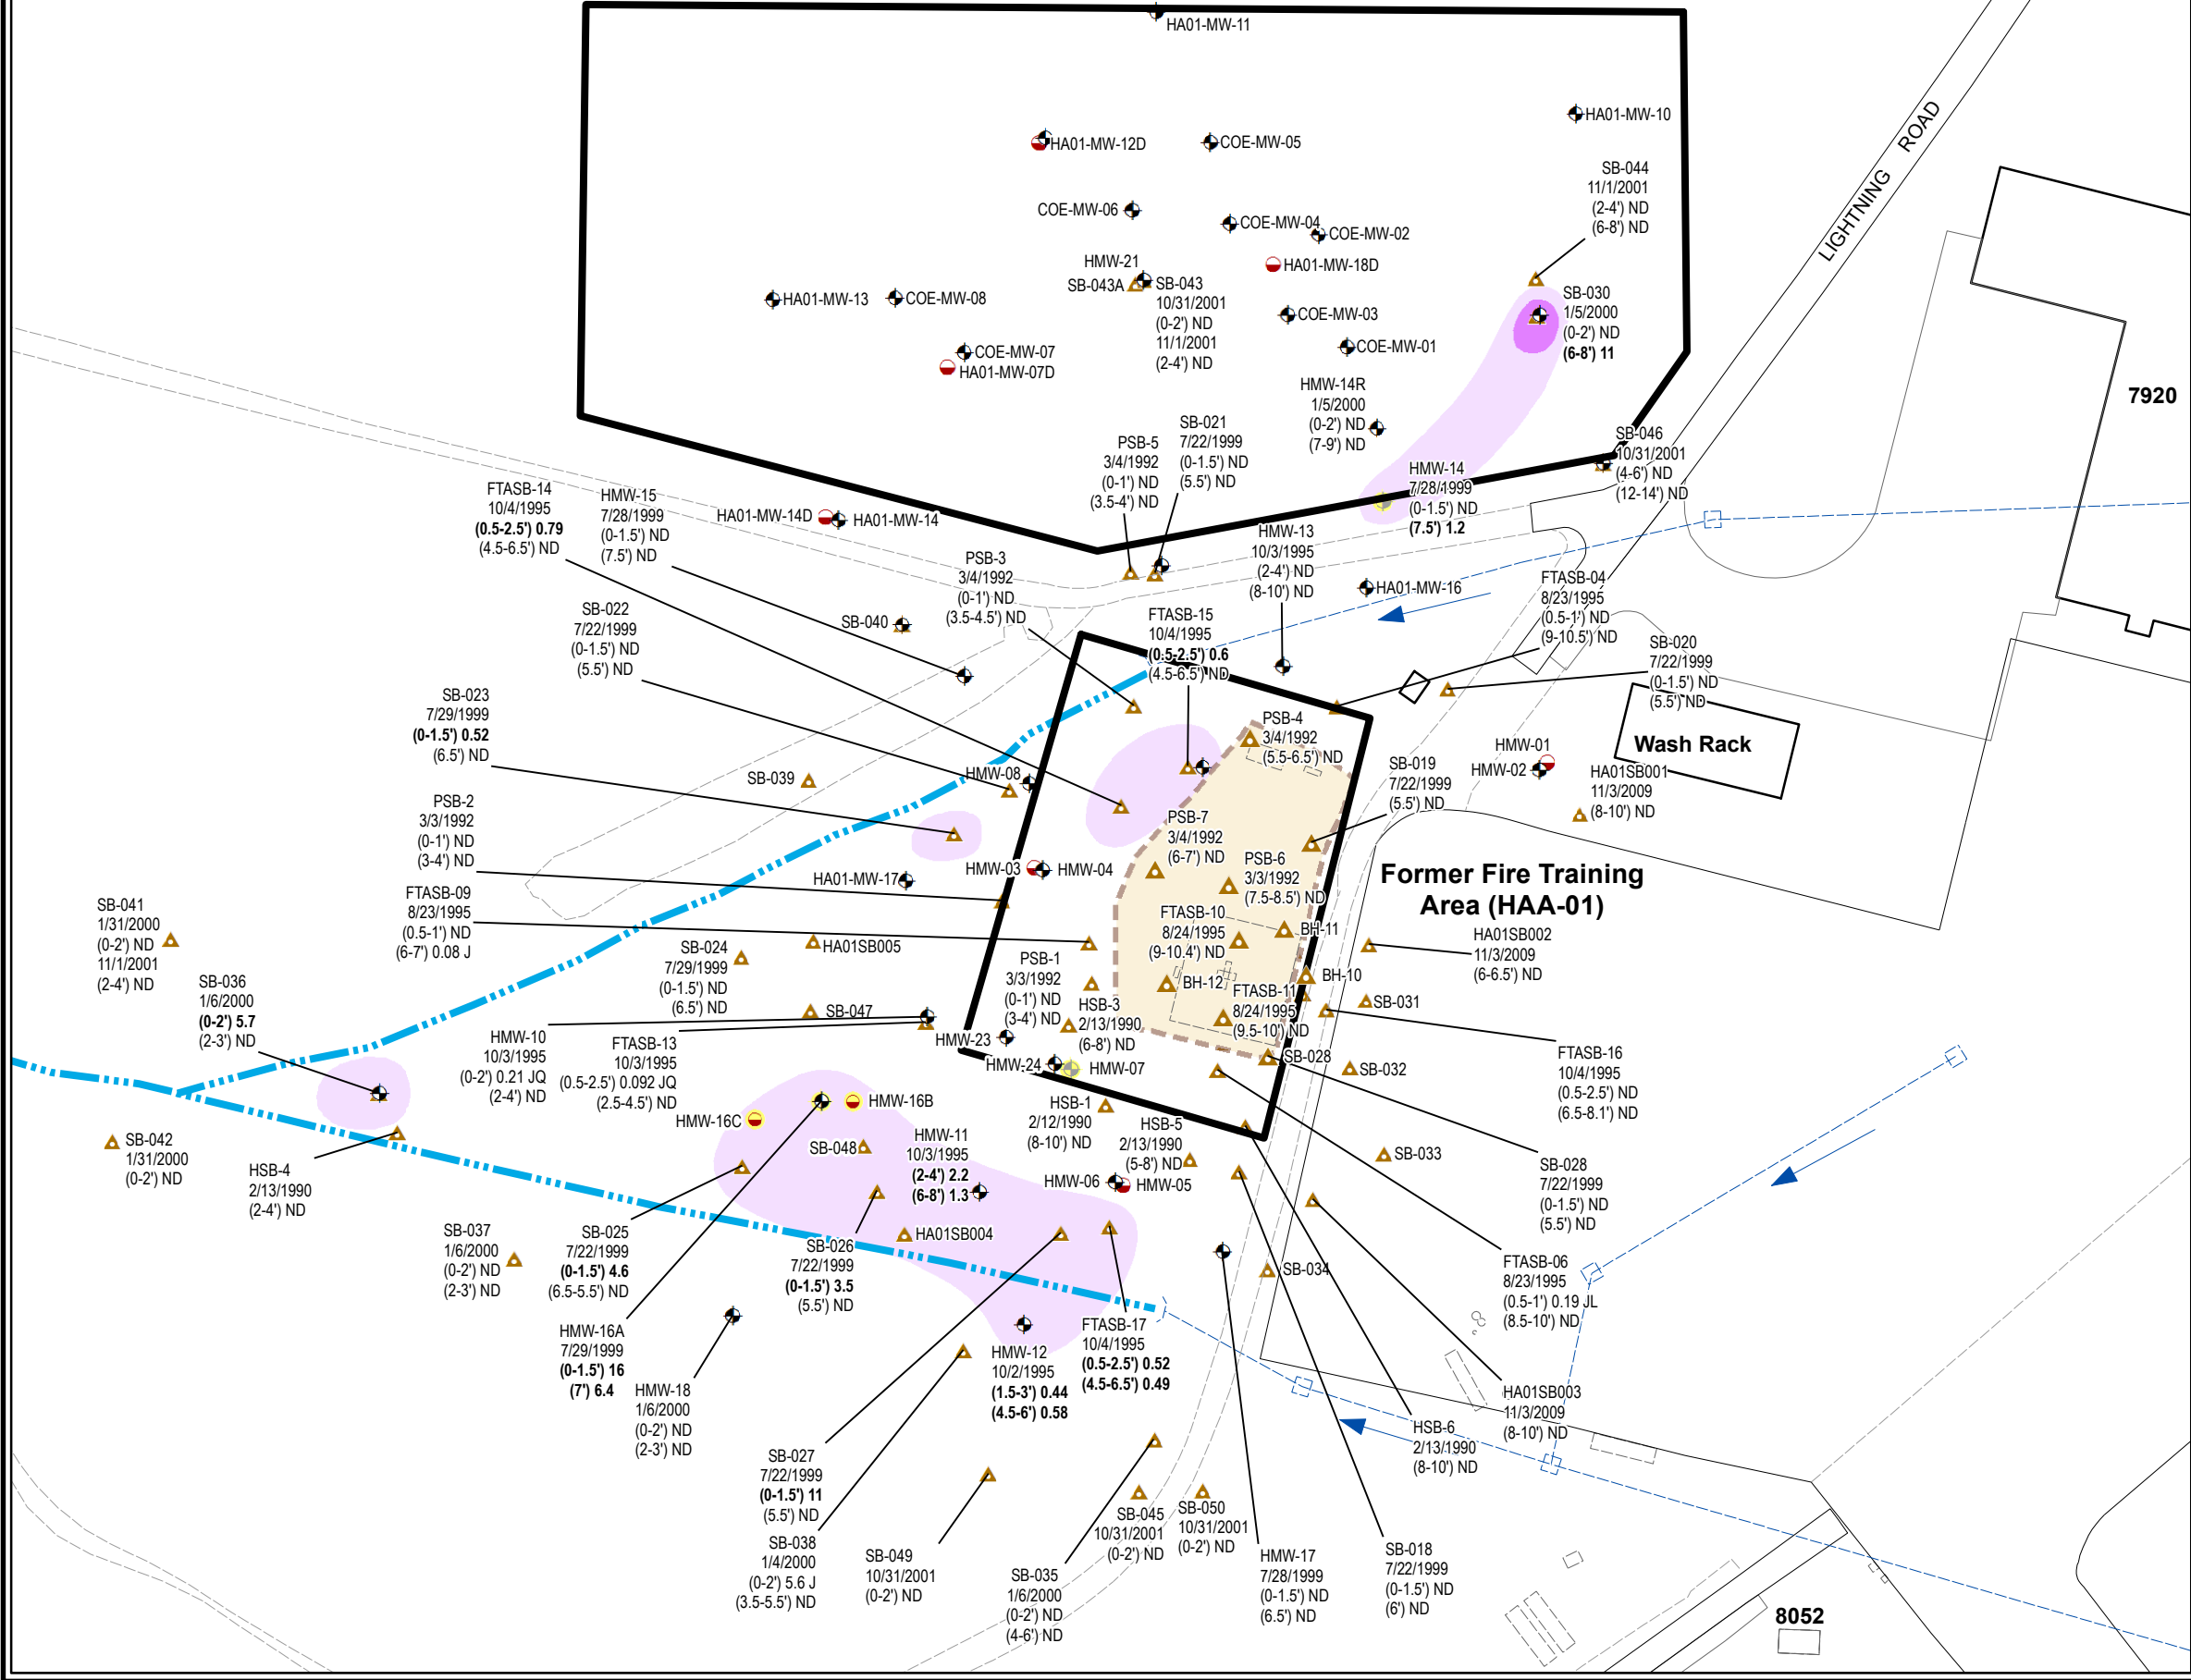 HA01-MW-11
HA01-MW-10
HA01-MW-12D
COE-MW-05
LIGHTNING ROAD
SB-044
11/1/2001
(2-4') ND
(6-8') ND
COE-MW-06
COE-MW-04
COE-MW-02
HMW-21
SB-043A
SB-043
10/31/2001
(0-2') ND
11/1/2001
(2-4') ND
HA01-MW-18D
HA01-MW-13
COE-MW-08
COE-MW-03
SB-030
1/5/2000
(0-2') ND
(6-8') 11
COE-MW-07
HA01-MW-07D
COE-MW-01
7920
HMW-14R
1/5/2000
(0-2') ND
(7-9') ND
SB-021
7/22/1999
(0-1.5') ND
(5.5') ND
PSB-5
3/4/1992
(0-1') ND
(3.5-4') ND
SB-046
10/31/2001
(4-6') ND
(12-14') ND
HMW-14
7/28/1999
(0-1.5') ND
(7.5') 1.2
FTASB-14
10/4/1995
(0.5-2.5') 0.79
(4.5-6.5') ND
HMW-15
7/28/1999
(0-1.5') ND
(7.5') ND
HA01-MW-14D
HA01-MW-14
HMW-13
10/3/1995
(2-4') ND
(8-10') ND
PSB-3
3/4/1992
(0-1') ND
(3.5-4.5') ND
HA01-MW-16
FTASB-04
8/23/1995
(0.5-1') ND
(9-10.5') ND
SB-022
7/22/1999
(0-1.5') ND
(5.5') ND
SB-040
FTASB-15
10/4/1995
(0.5-2.5') 0.6
(4.5-6.5') ND
SB-020
7/22/1999
(0-1.5') ND
(5.5') ND
SB-023
7/29/1999
(0-1.5') 0.52
(6.5') ND
PSB-4
3/4/1992
(5.5-6.5') ND
Wash Rack
HMW-01
HMW-02
SB-039
HMW-08
SB-019
7/22/1999
(5.5') ND
HA01SB001
11/3/2009
(8-10') ND
PSB-2
3/3/1992
(0-1') ND
(3-4') ND
PSB-7
3/4/1992
(6-7') ND
PSB-6
3/3/1992
(7.5-8.5') ND
HMW-03
HMW-04
HA01-MW-17
Former Fire Training
Area (HAA-01)
FTASB-09
8/23/1995
(0.5-1') ND
(6-7') 0.08 J
SB-041
1/31/2000
(0-2') ND
11/1/2001
(2-4') ND
FTASB-10
8/24/1995
(9-10.4') ND
BH-11
HA01SB002
11/3/2009
(6-6.5') ND
SB-024
7/29/1999
(0-1.5') ND
(6.5') ND
HA01SB005
PSB-1
3/3/1992
(0-1') ND
(3-4') ND
BH-10
BH-12
SB-036
1/6/2000
(0-2') 5.7
(2-3') ND
FTASB-11
8/24/1995
(9.5-10') ND
SB-031
SB-047
HSB-3
2/13/1990
(6-8') ND
HMW-10
10/3/1995
(0-2') 0.21 JQ
(2-4') ND
FTASB-13
10/3/1995
(0.5-2.5') 0.092 JQ
(2.5-4.5') ND
HMW-23
HMW-24
HMW-07
SB-028
SB-032
FTASB-16
10/4/1995
(0.5-2.5') ND
(6.5-8.1') ND
HMW-16C
HMW-16B
HSB-1
2/12/1990
(8-10') ND
HSB-5
2/13/1990
(5-8') ND
SB-048
HMW-11
10/3/1995
(2-4') 2.2
(6-8') 1.3
SB-042
1/31/2000
(0-2') ND
HSB-4
2/13/1990
(2-4') ND
SB-033
HMW-06
HMW-05
SB-028
7/22/1999
(0-1.5') ND
(5.5') ND
SB-037
1/6/2000
(0-2') ND
(2-3') ND
SB-025
7/22/1999
(0-1.5') 4.6
(6.5-5.5') ND
HA01SB004
SB-026
7/22/1999
(0-1.5') 3.5
(5.5') ND
SB-034
FTASB-06
8/23/1995
(0.5-1') 0.19 JL
(8.5-10') ND
HMW-16A
7/29/1999
(0-1.5') 16
(7') 6.4
HMW-18
1/6/2000
(0-2') ND
(2-3') ND
HMW-12
10/2/1995
(1.5-3') 0.44
(4.5-6') 0.58
FTASB-17
10/4/1995
(0.5-2.5') 0.52
(4.5-6.5') 0.49
HA01SB003
11/3/2009
(8-10') ND
HSB-6
2/13/1990
(8-10') ND
SB-027
7/22/1999
(0-1.5') 11
(5.5') ND
SB-038
1/4/2000
(0-2') 5.6 J
(3.5-5.5') ND
SB-049
10/31/2001
(0-2') ND
SB-045
10/31/2001
(0-2') ND
SB-050
10/31/2001
(0-2') ND
SB-035
1/6/2000
(0-2') ND
(4-6') ND
HMW-17
7/28/1999
(0-1.5') ND
(6.5') ND
SB-018
7/22/1999
(0-1.5') ND
(6') ND
8052